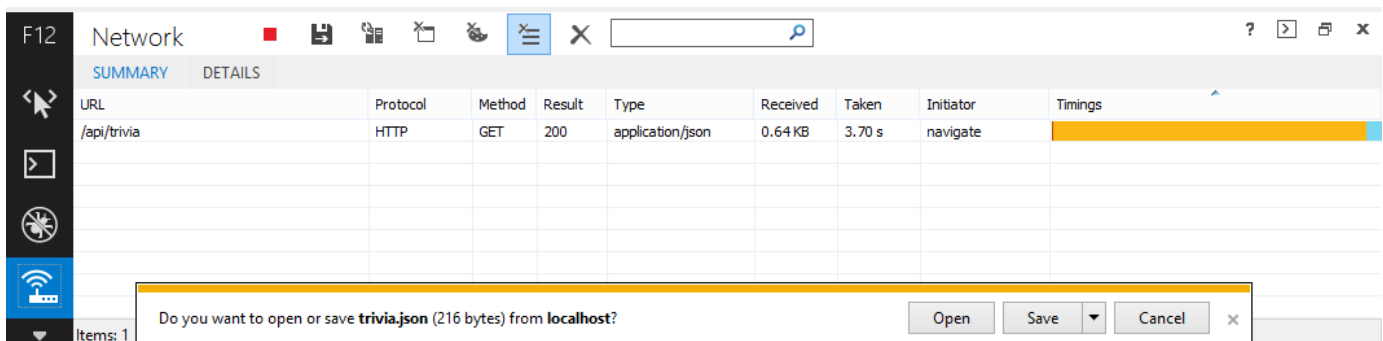 F12 Network ?
SUMMARY DETAILS
URL Protocol Method Result Type Received Taken Initiator Timings
/api/trivia HTTP GET 200 application/json 0.64 KB 3.70 s navigate
Do you want to open or save trivia.json (216 bytes) from localhost? Open Save Cancel
Items: 1